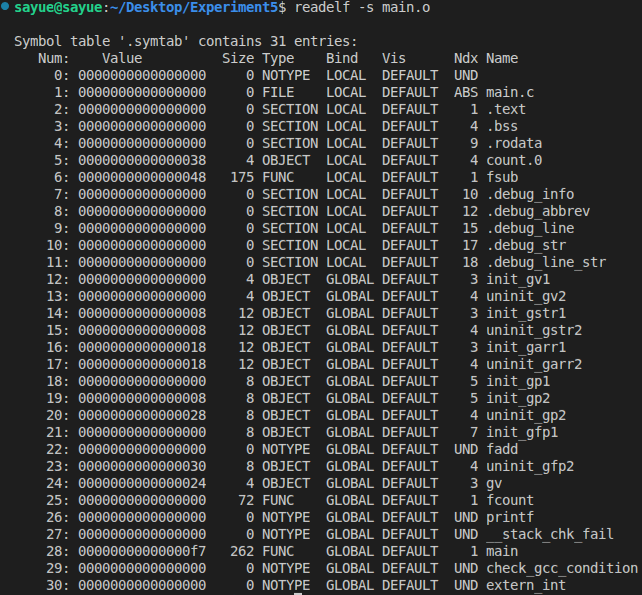 sayue@sayue:~/Desktop/Experiment5$ readelf -s main.o
Symbol table '.symtab' contains 31 entries:
Num: Value Size Type Bind Vis Ndx Name
0: 0000000000000000 0 NOTYPE LOCAL DEFAULT UND
1: 0000000000000000 0 FILE LOCAL DEFAULT ABS main.c
2: 0000000000000000 0 SECTION LOCAL DEFAULT 1 .text
3: 0000000000000000 0 SECTION LOCAL DEFAULT 4 .bss
4: 0000000000000000 0 SECTION LOCAL DEFAULT 9 .rodata
5: 0000000000000038 4 OBJECT LOCAL DEFAULT 4 count.0
6: 0000000000000048 175 FUNC LOCAL DEFAULT 1 fsub
7: 0000000000000000 0 SECTION LOCAL DEFAULT 10 .debug_info
8: 0000000000000000 0 SECTION LOCAL DEFAULT 12 .debug_abbrev
9: 0000000000000000 0 SECTION LOCAL DEFAULT 15 .debug_line
10: 0000000000000000 0 SECTION LOCAL DEFAULT 17 .debug_str
11: 0000000000000000 0 SECTION LOCAL DEFAULT 18 .debug_line_str
12: 0000000000000000 4 OBJECT GLOBAL DEFAULT 3 init_gv1
13: 0000000000000000 4 OBJECT GLOBAL DEFAULT 4 uninit_gv2
14: 0000000000000008 12 OBJECT GLOBAL DEFAULT 3 init_gstr1
15: 0000000000000008 12 OBJECT GLOBAL DEFAULT 4 uninit_gstr2
16: 0000000000000018 12 OBJECT GLOBAL DEFAULT 3 init_garr1
17: 0000000000000018 12 OBJECT GLOBAL DEFAULT 4 uninit_garr2
18: 0000000000000000 8 OBJECT GLOBAL DEFAULT 5 init_gp1
19: 0000000000000008 8 OBJECT GLOBAL DEFAULT 5 init_gp2
20: 0000000000000028 8 OBJECT GLOBAL DEFAULT 4 uninit_gp2
21: 0000000000000000 8 OBJECT GLOBAL DEFAULT 7 init_gfp1
22: 0000000000000000 0 NOTYPE GLOBAL DEFAULT UND fadd
23: 0000000000000030 8 OBJECT GLOBAL DEFAULT 4 uninit_gfp2
24: 0000000000000024 4 OBJECT GLOBAL DEFAULT 3 gv
25: 0000000000000000 72 FUNC GLOBAL DEFAULT 1 fcount
26: 0000000000000000 0 NOTYPE GLOBAL DEFAULT UND printf
27: 0000000000000000 0 NOTYPE GLOBAL DEFAULT UND __stack_chk_fail
28: 00000000000000f7 262 FUNC GLOBAL DEFAULT 1 main
29: 0000000000000000 0 NOTYPE GLOBAL DEFAULT UND check_gcc_condition
30: 0000000000000000 0 NOTYPE GLOBAL DEFAULT UND extern_int